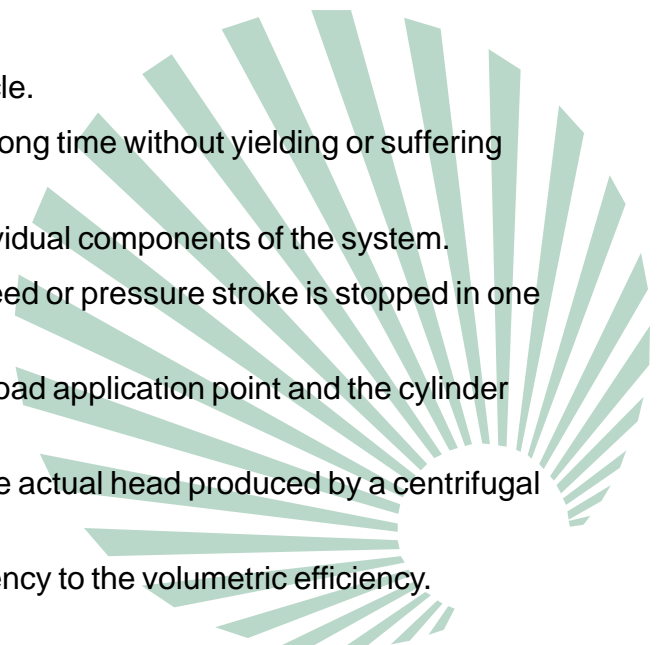 le.
ong time without yielding or suffering
vidual components of the system.
eed or pressure stroke is stopped in one
oad application point and the cylinder
e actual head produced by a centrifugal
ency to the volumetric efficiency.